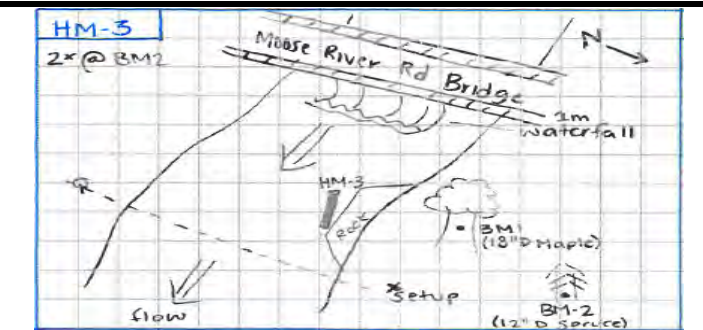 HM-3
2x @ BM2
N
Moose River Rd Bridge
1m
waterfall
HM-3
ROCK
BM1
(18" D Maple)
Setup
BM-2
(12" D Spruce)
flow